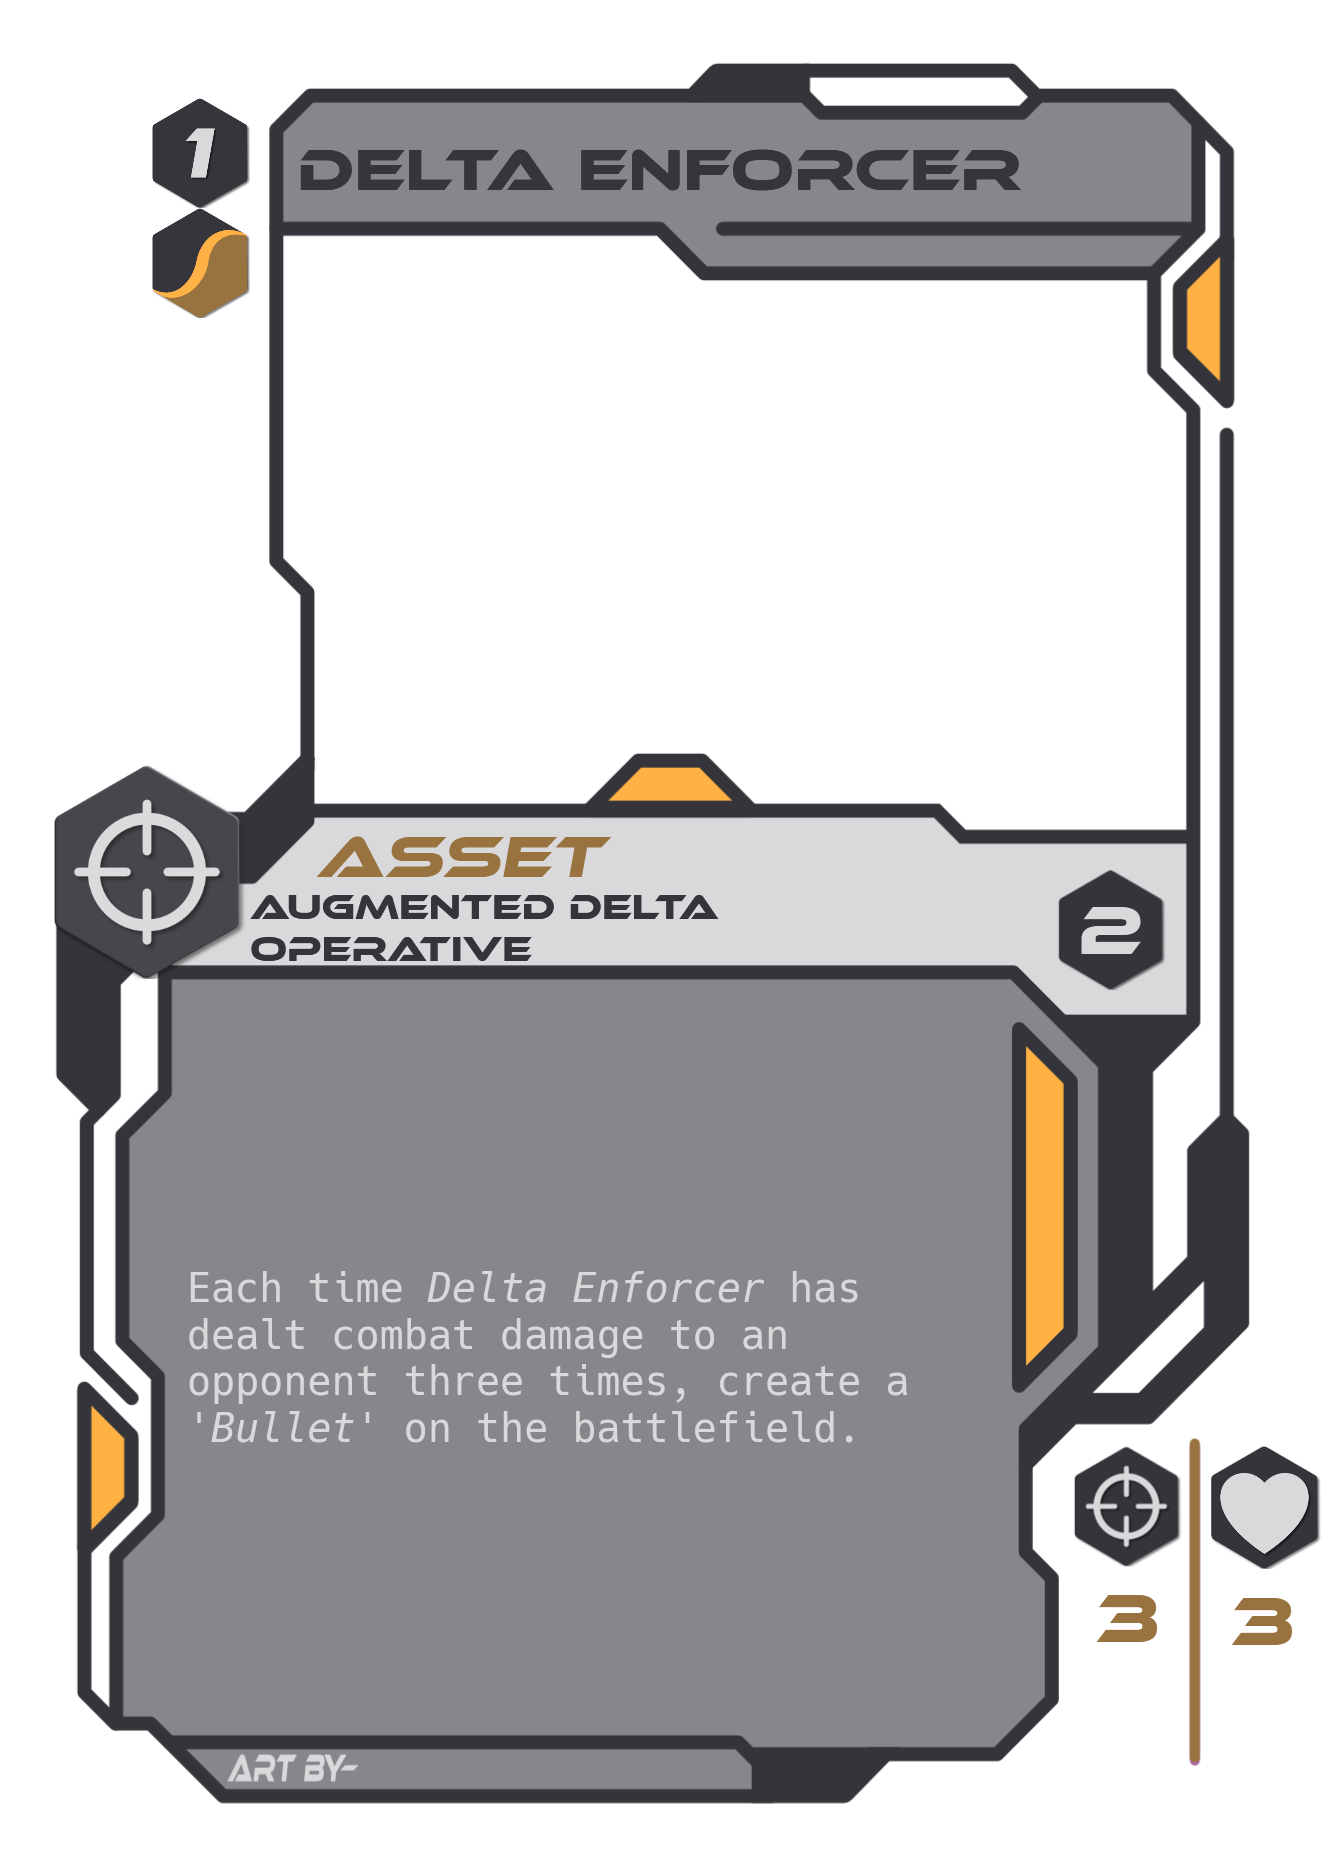 1
DELTA ENFORCER
ASSET
AUGMENTED DELTA
OPERATIVE
2
Each time Delta Enforcer has
dealt combat damage to an
opponent three times, create a
'Bullet' on the battlefield.
3
3
ART BY-